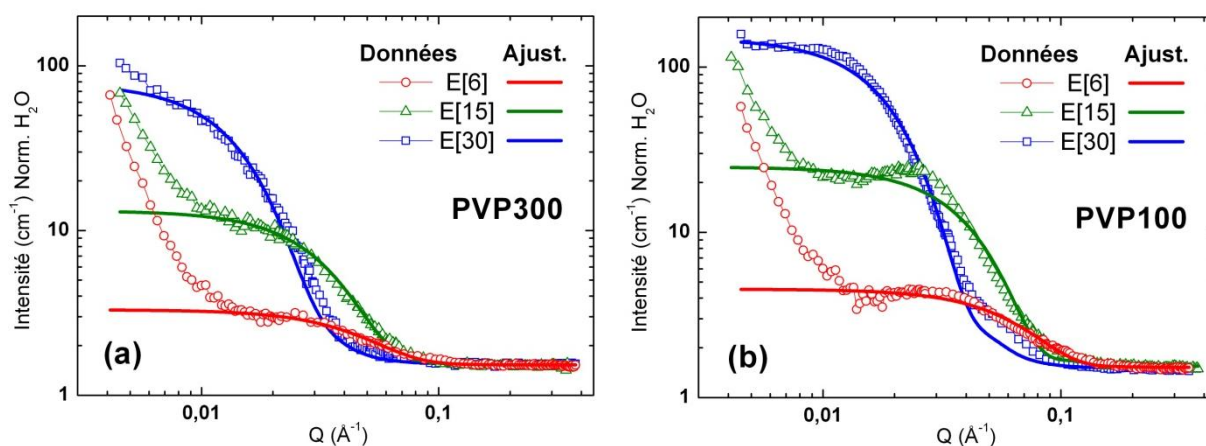 Données Ajust.
E[6]
E[15]
E[30]
PVP300
(a)
100
10
1
0,01 0,1
Q (Å⁻¹)
Intensité (cm⁻¹) Norm. H₂O
Données Ajust.
E[6]
E[15]
E[30]
PVP100
(b)
100
10
1
0,01 0,1
Q (Å⁻¹)
Intensité (cm⁻¹) Norm. H₂O